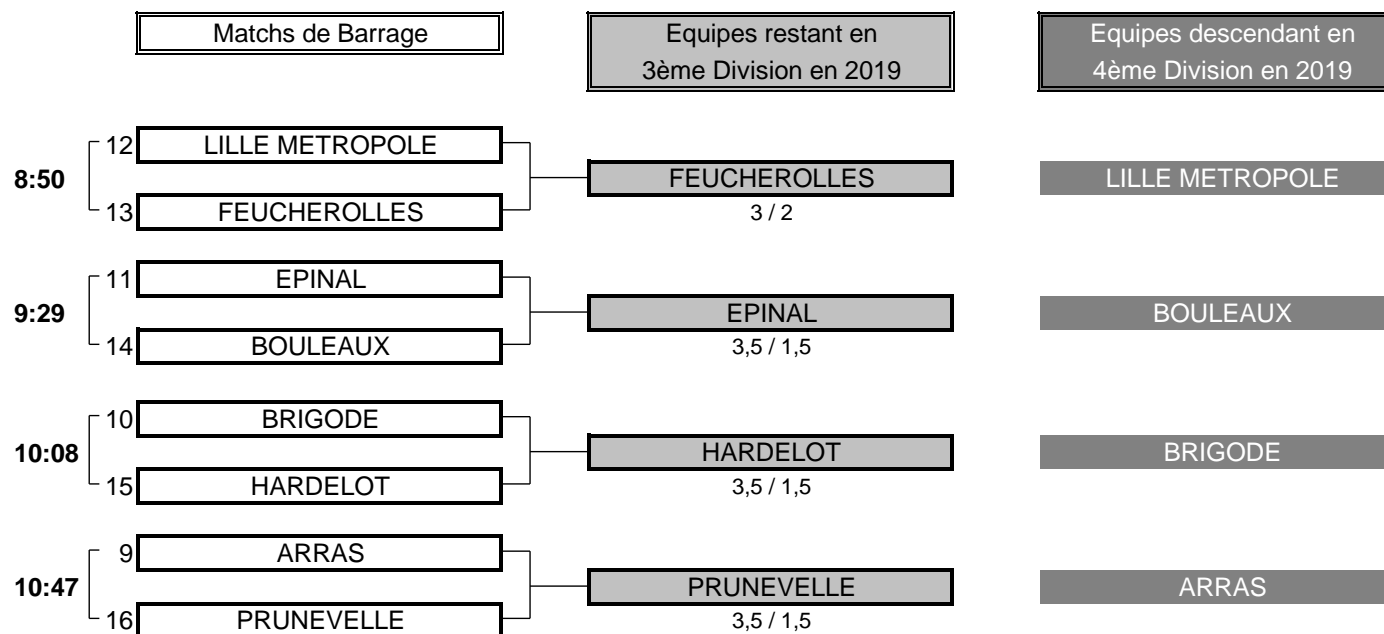 Matchs de Barrage
Equipes restant en
3ème Division en 2019
Equipes descendant en
4ème Division en 2019
8:50
12 LILLE METROPOLE
13 FEUCHEROLLES
FEUCHEROLLES
3 / 2
LILLE METROPOLE
9:29
11 EPINAL
14 BOULEAUX
EPINAL
3,5 / 1,5
BOULEAUX
10:08
10 BRIGODE
15 HARDELOT
HARDELOT
3,5 / 1,5
BRIGODE
10:47
9 ARRAS
16 PRUNEVELLE
PRUNEVELLE
3,5 / 1,5
ARRAS